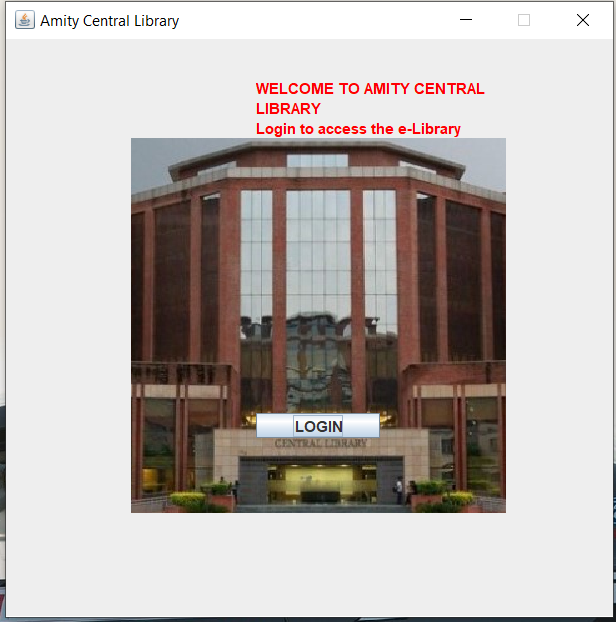 Amity Central Library
WELCOME TO AMITY CENTRAL
LIBRARY
Login to access the e-Library
LOGIN
CENTRAL LIBRARY